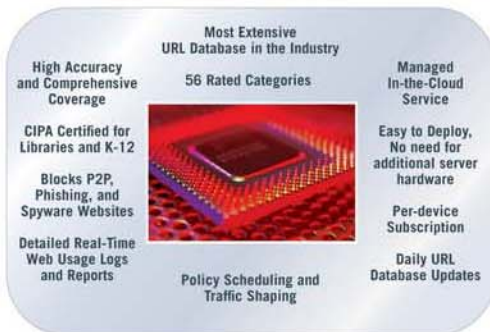 Most Extensive
URL Database in the Industry
56 Rated Categories
High Accuracy
and Comprehensive
Coverage
CIPA Certified for
Libraries and K-12
Blocks P2P,
Phishing, and
Spyware Websites
Detailed Real-Time
Web Usage Logs
and Reports
Managed
In-the-Cloud
Service
Easy to Deploy,
No need for
additional server
hardware
Per-device
Subscription
Daily URL
Database Updates
Policy Scheduling and
Traffic Shaping